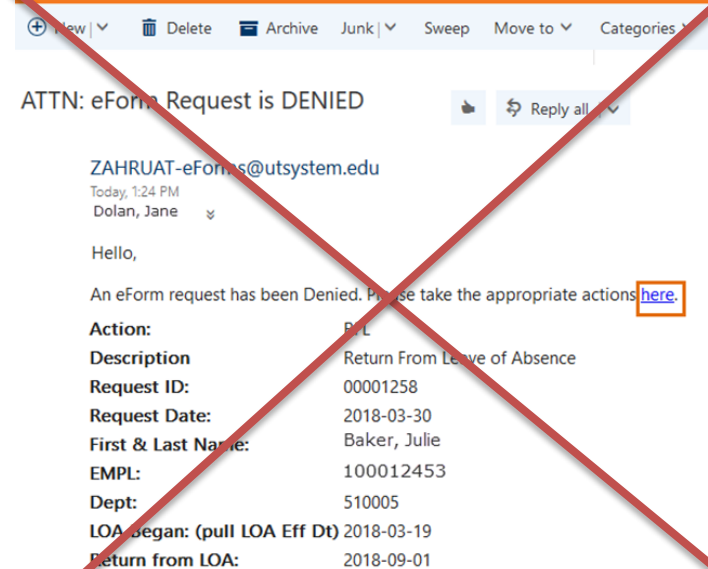 New
Delete
Archive
Junk |
Sweep
Move to
Categories
ATTN: eForm Request is DENIED
Reply all
ZAHRUAT-eForms@utsystem.edu
Today, 1:24 PM
Dolan, Jane
Hello,
An eForm request has been Denied. Please take the appropriate actions here.
Action: RFL
Description Return From Leave of Absence
Request ID: 00001258
Request Date: 2018-03-30
First & Last Name: Baker, Julie
EMPL: 100012453
Dept: 510005
LOA Began: (pull LOA Eff Dt) 2018-03-19
Return from LOA: 2018-09-01